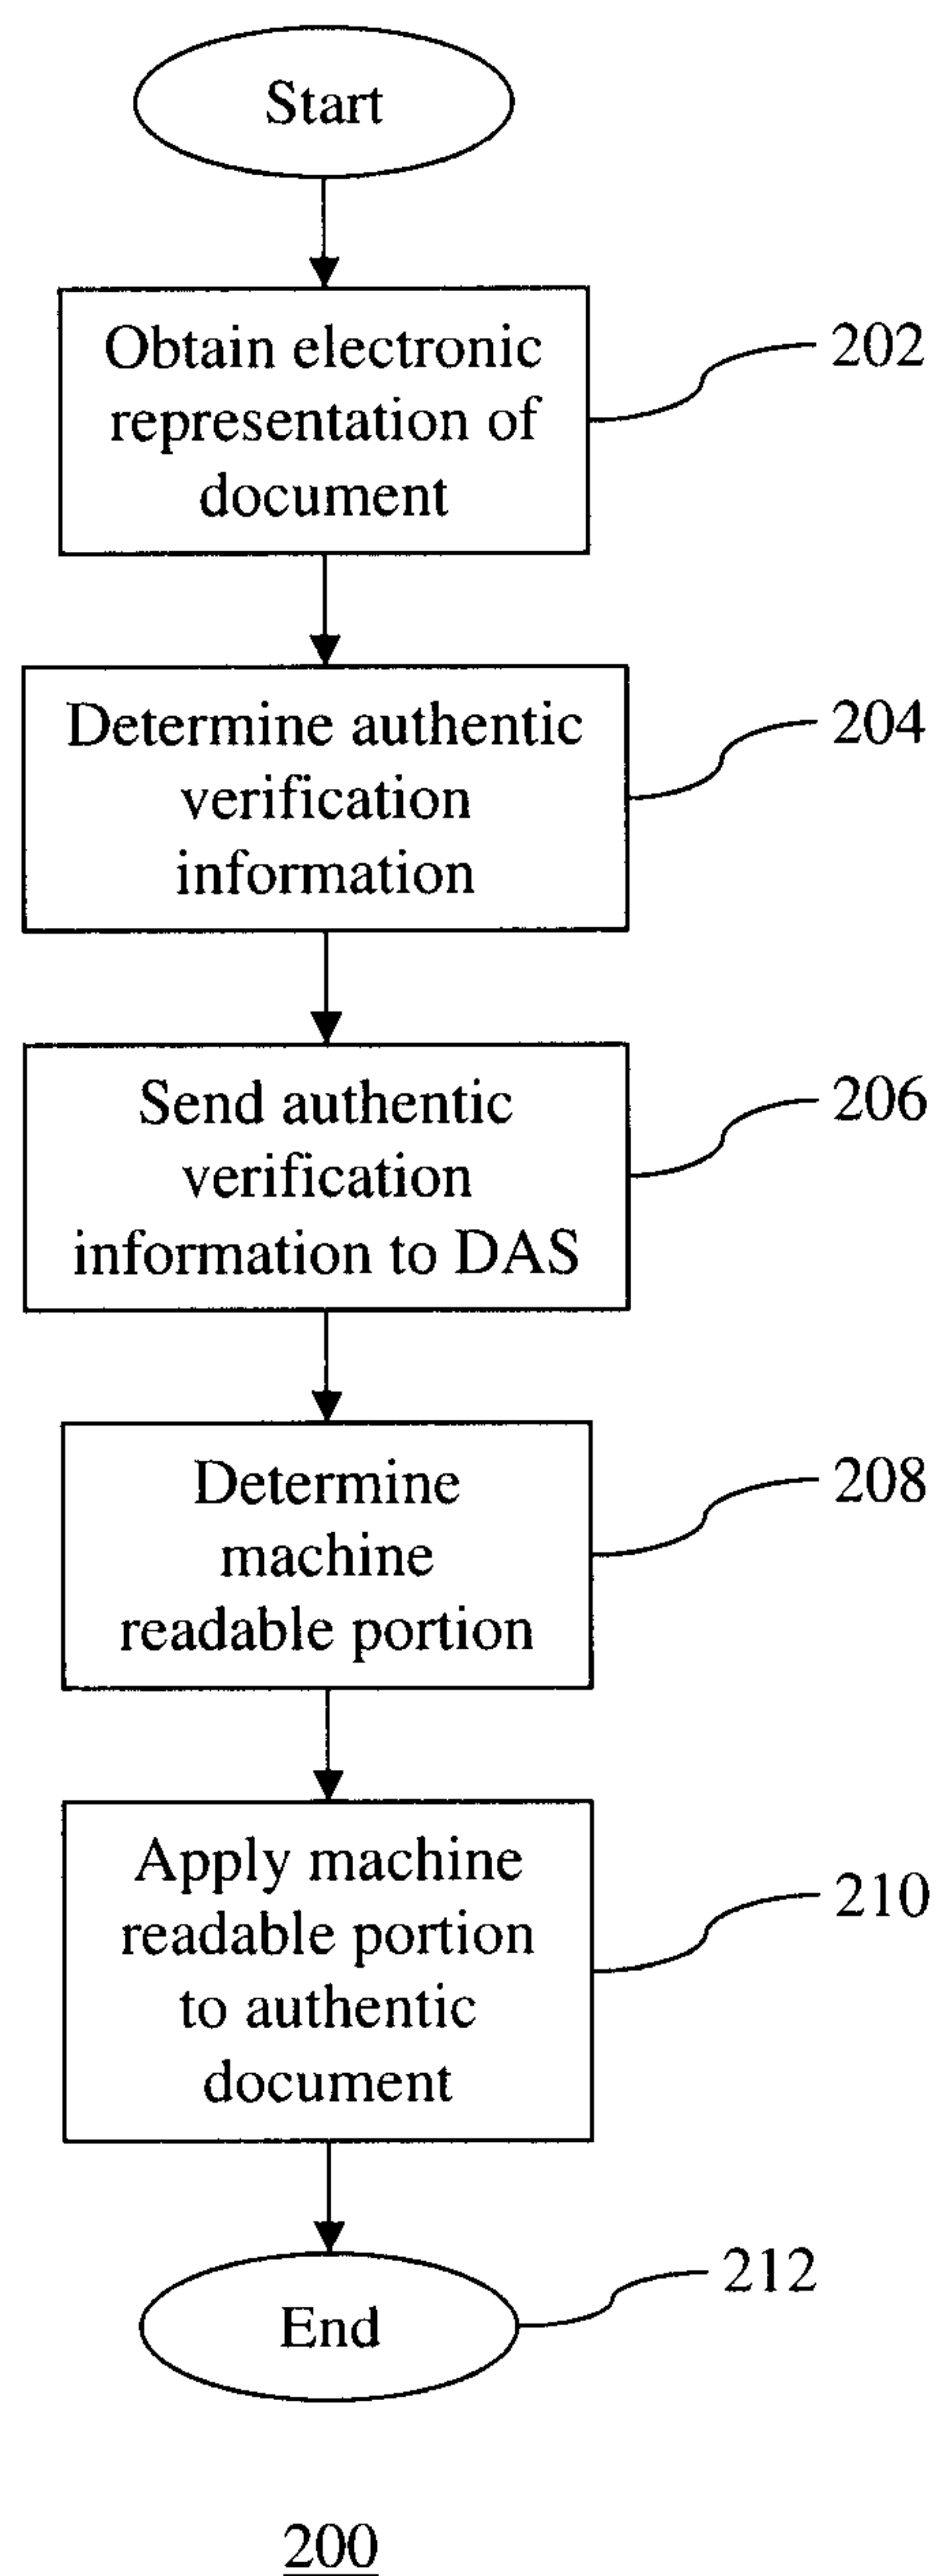 Start
Obtain electronic
representation of
document
202
Determine authentic
verification
information
204
Send authentic
verification
information to DAS
206
Determine
machine
readable portion
208
Apply machine
readable portion
to authentic
document
210
End
212
200